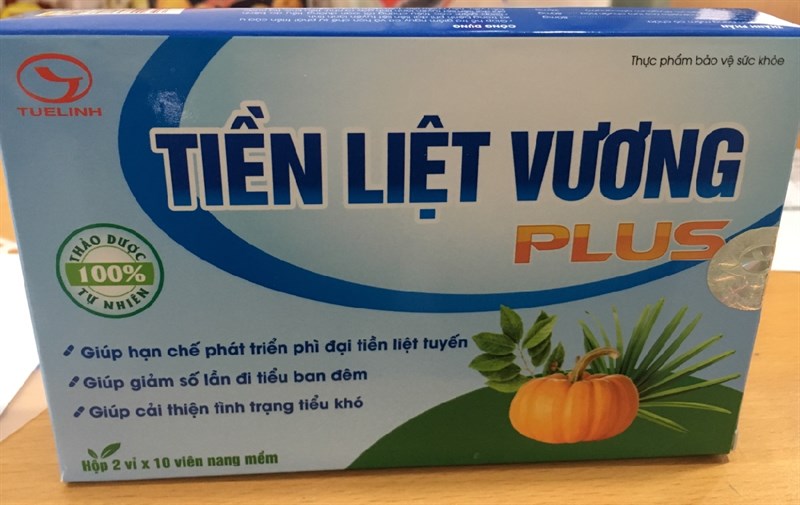 CÔNG DỤNG
TUELINH
Thực phẩm bảo vệ sức khỏe
TIỀN LIỆT VƯƠNG
PLUS
THẢO DƯỢC
100%
TỰ NHIÊN
Giúp hạn chế phát triển phì đại tiền liệt tuyến
Giúp giảm số lần đi tiểu ban đêm
Giúp cải thiện tình trạng tiểu khó
Hộp 2 vỉ x 10 viên nang mềm